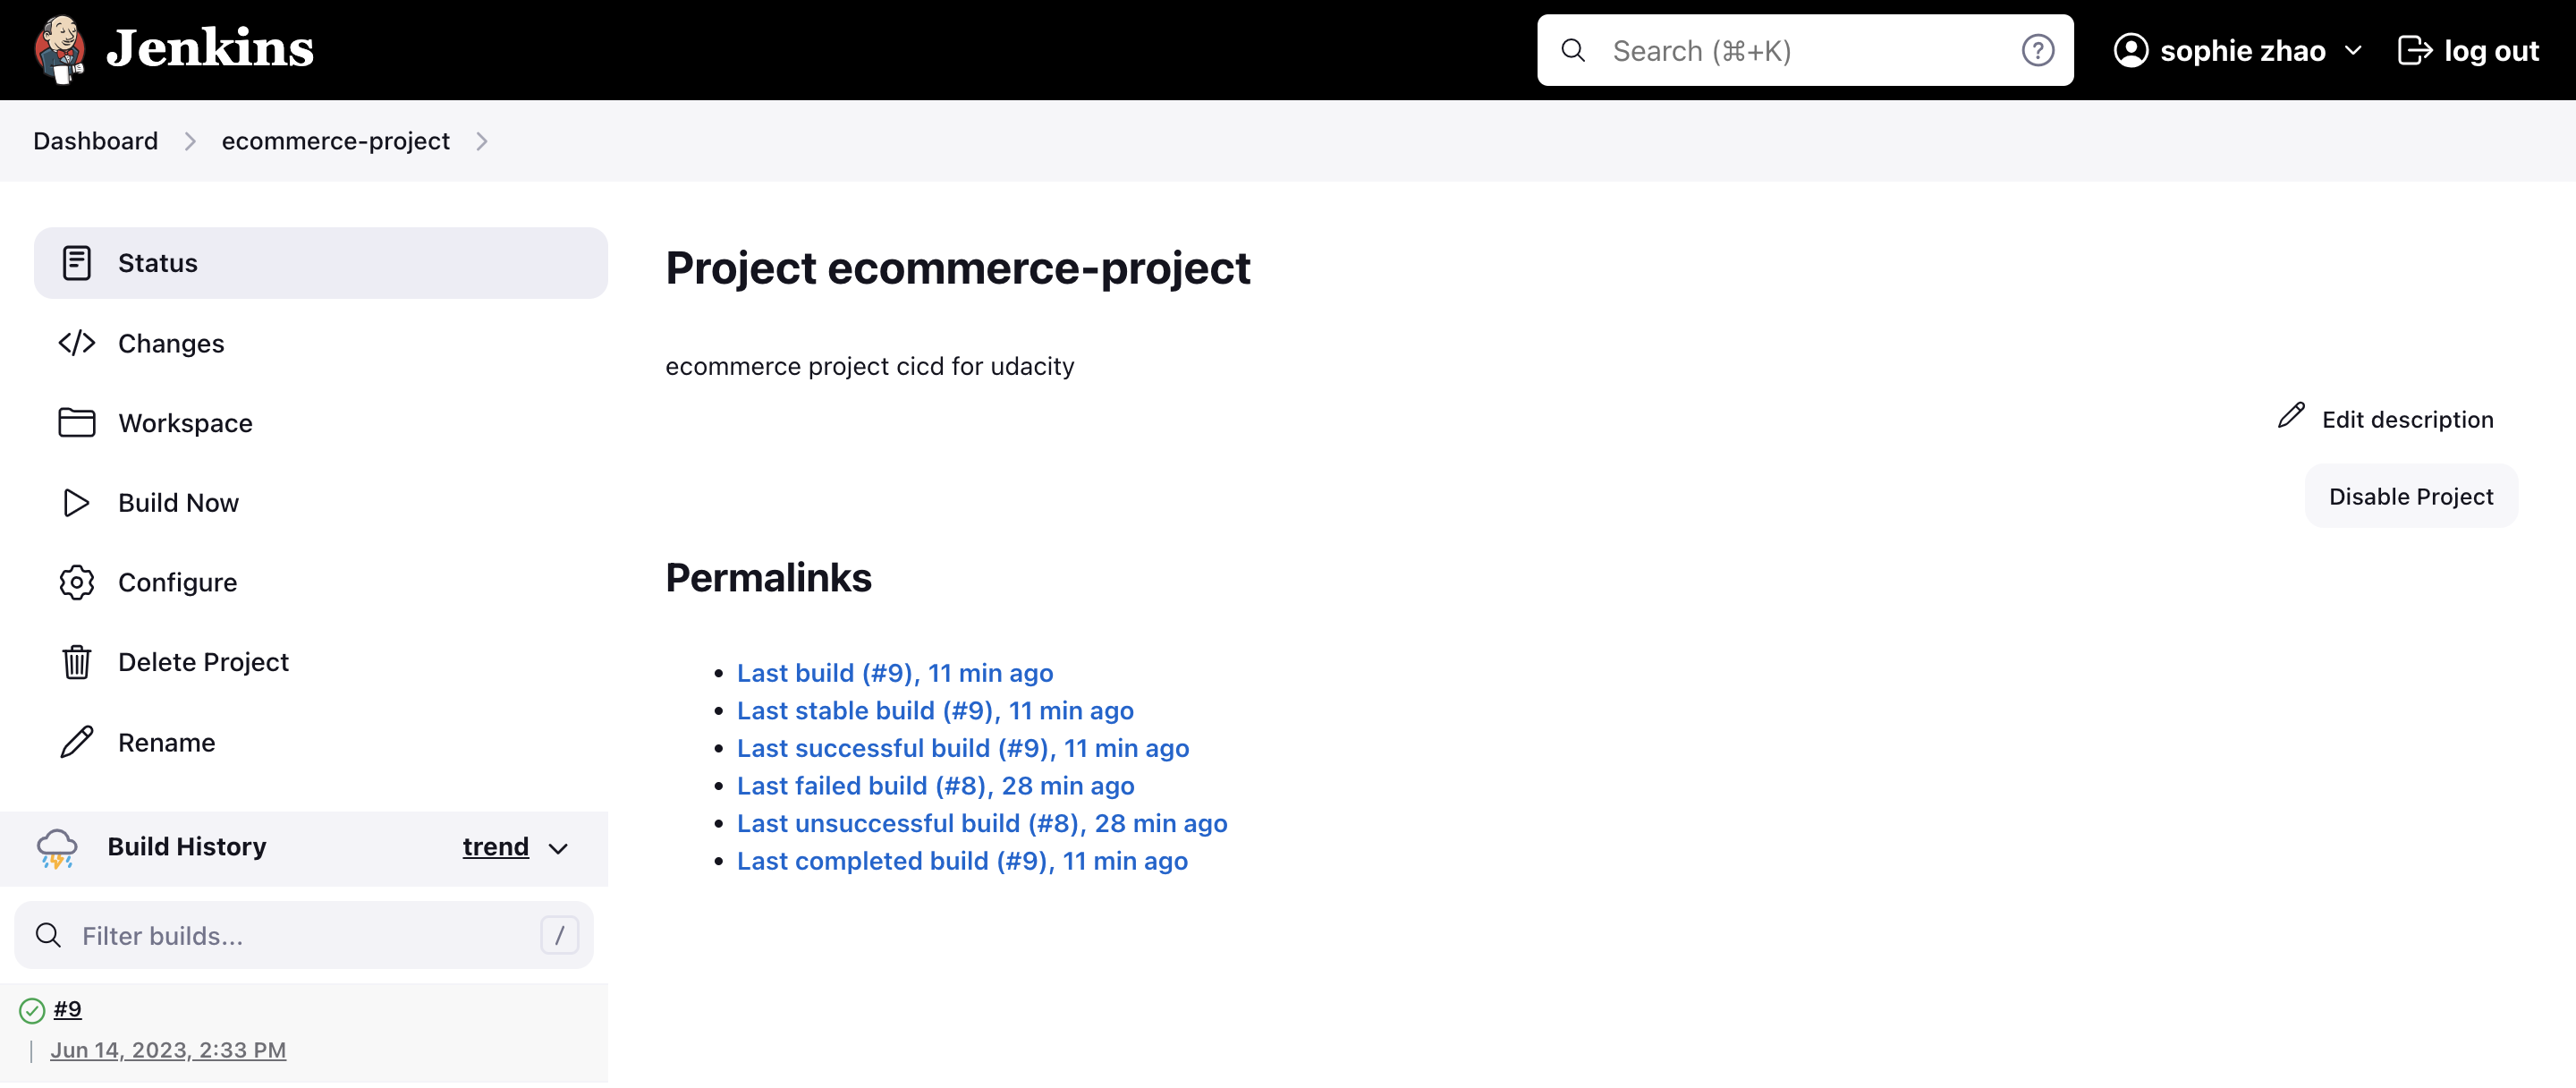 Jenkins
Search (⌘+K)
sophie zhao
log out
Dashboard
ecommerce-project
Status
Changes
Workspace
Build Now
Configure
Delete Project
Rename
Build History
trend
Filter builds...
/
#9
Jun 14, 2023, 2:33 PM
Project ecommerce-project
ecommerce project cicd for udacity
Edit description
Disable Project
Permalinks
• Last build (#9), 11 min ago
• Last stable build (#9), 11 min ago
• Last successful build (#9), 11 min ago
• Last failed build (#8), 28 min ago
• Last unsuccessful build (#8), 28 min ago
• Last completed build (#9), 11 min ago